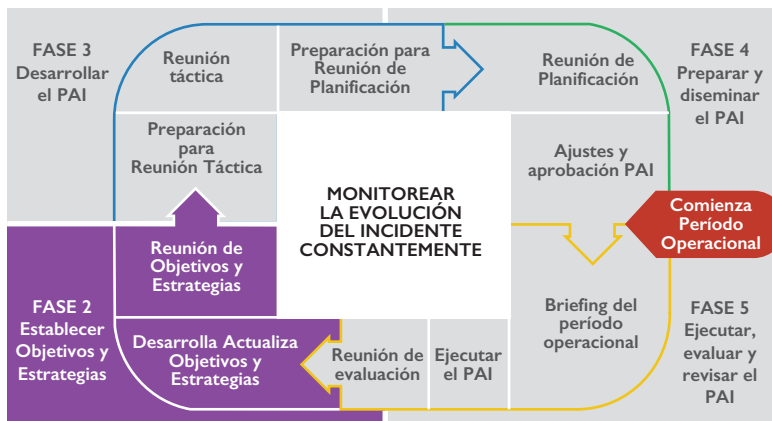 FASE 3
Desarrollar
el PAI
Reunión
táctica
Preparación para
Reunión de
Planificación
Reunión de
Planificación
FASE 4
Preparar y
diseminar
el PAI
Preparación
para
Reunión Táctica
Ajustes y
aprobación PAI
MONITOREAR
LA EVOLUCIÓN
DEL INCIDENTE
CONSTANTEMENTE
Comienza
Período
Operacional
Reunión de
Objetivos y
Estrategias
FASE 2
Establecer
Objetivos y
Estrategias
Desarrolla Actualiza
Objetivos y
Estrategias
Reunión de
evaluación
Ejecutar
el PAI
Briefing del
período
operacional
FASE 5
Ejecutar,
evaluar y
revisar el
PAI